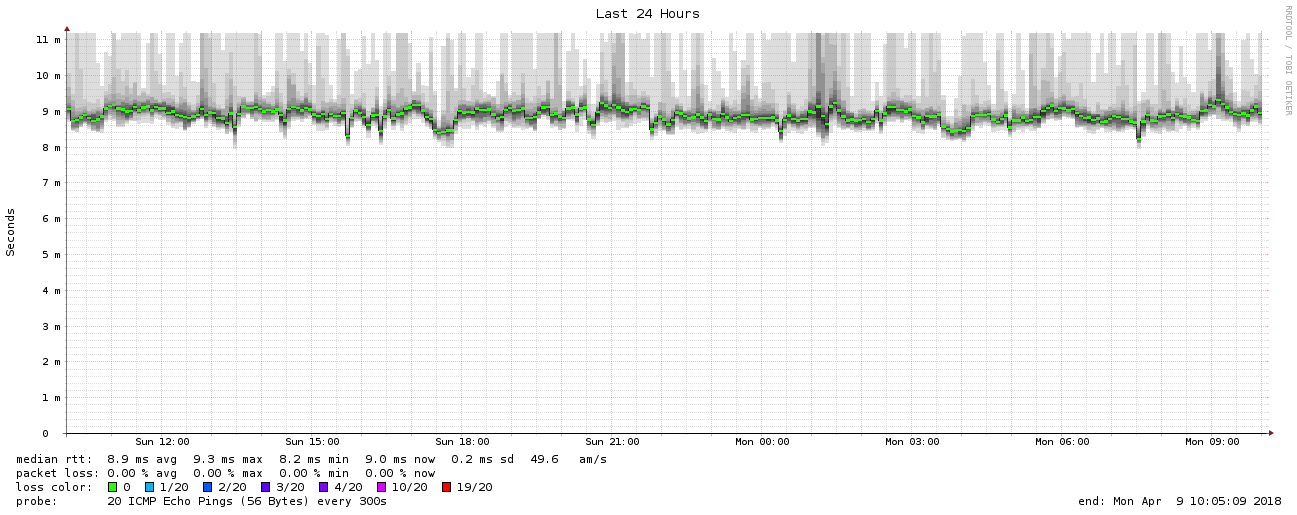 Last 24 Hours
RRDTOOL / TOBI OETIKER
Seconds
11 m
10 m
9 m
8 m
7 m
6 m
5 m
4 m
3 m
2 m
1 m
0
Sun 12:00 Sun 15:00 Sun 18:00 Sun 21:00 Mon 00:00 Mon 03:00 Mon 06:00 Mon 09:00
median rtt: 8.9 ms avg 9.3 ms max 8.2 ms min 9.0 ms now 0.2 ms sd 49.6 am/s
packet loss: 0.00 % avg 0.00 % max 0.00 % min 0.00 % now
loss color: 0 1/20 2/20 3/20 4/20 10/20 19/20
probe: 20 ICMP Echo Pings (56 Bytes) every 300s end: Mon Apr 9 10:05:09 2018